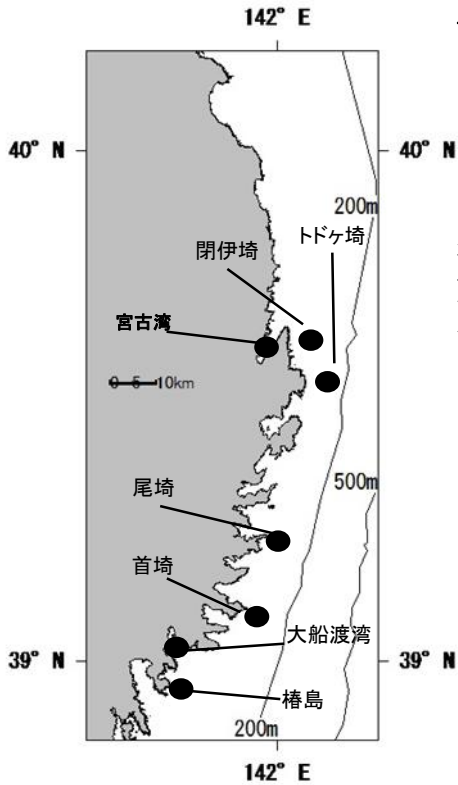 142° E
40° N
40° N
200m
トドヶ埼
閉伊埼
宮古湾
0 5 10km
500m
尾埼
首埼
大船渡湾
39° N
39° N
椿島
200m
142° E